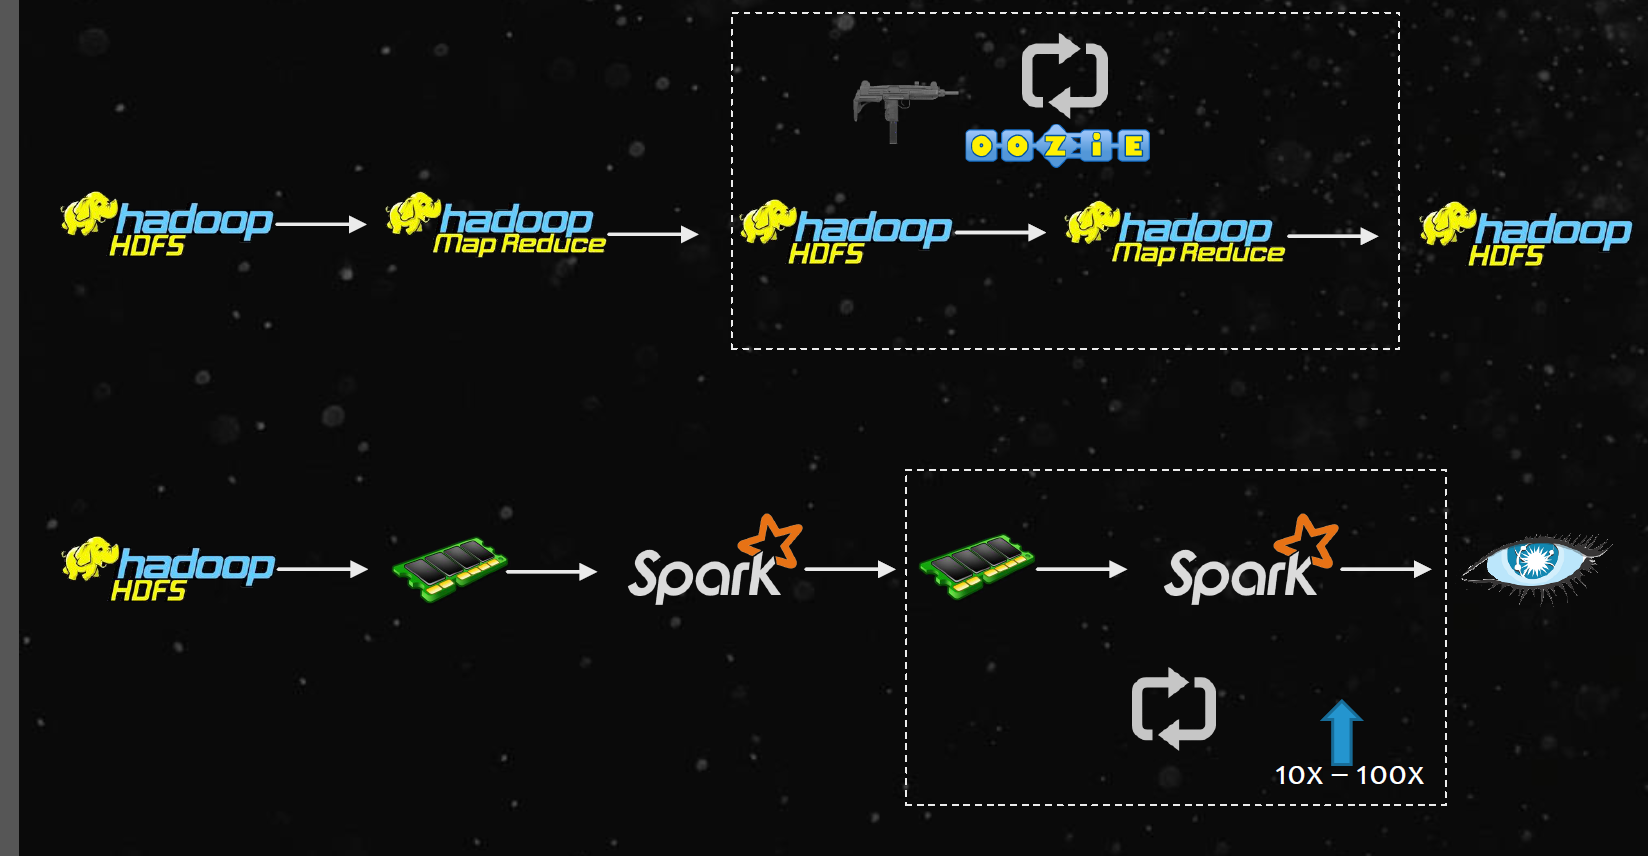 OOZiE
hadoop
HDFS
hadoop
Map Reduce
hadoop
HDFS
hadoop
Map Reduce
hadoop
HDFS
hadoop
HDFS
Spark
Spark
10X – 100X